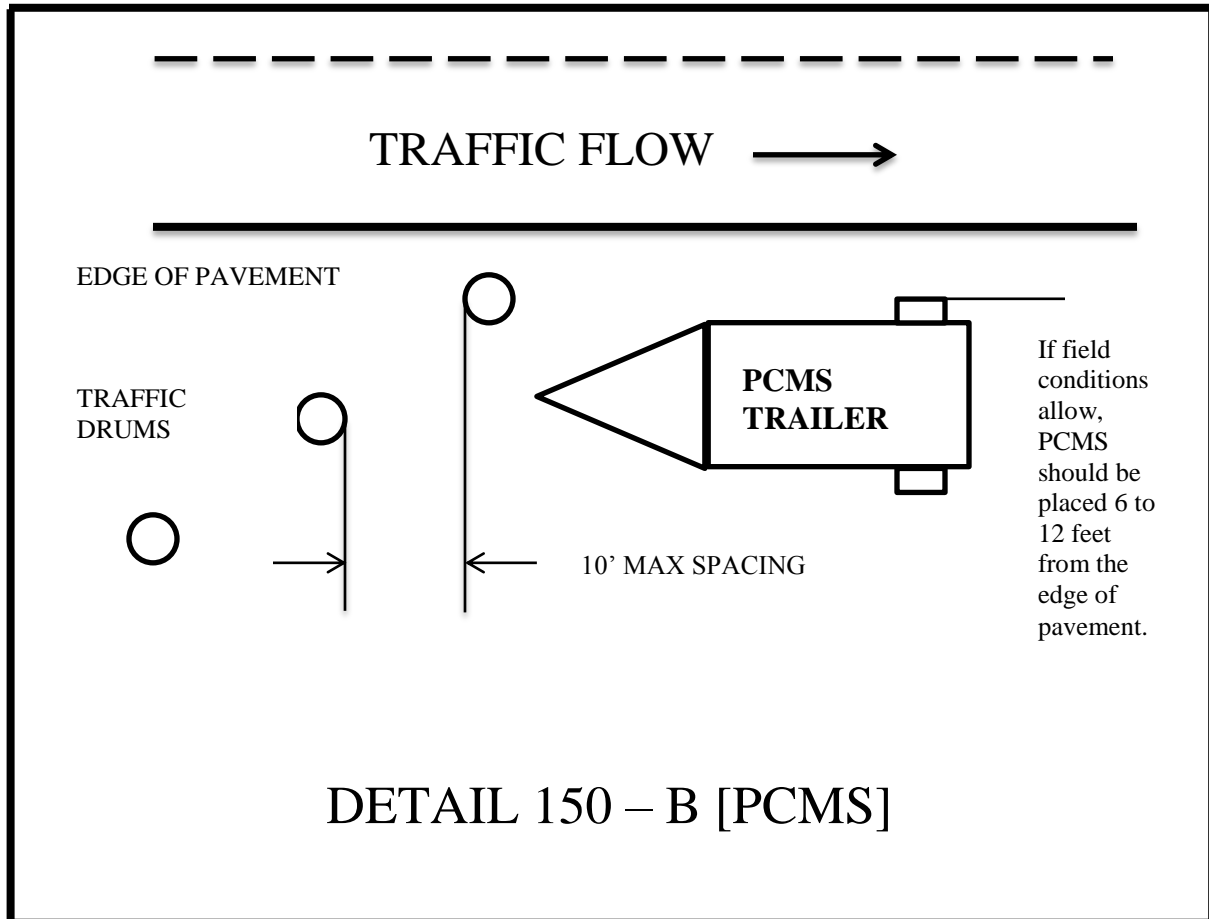 TRAFFIC FLOW
EDGE OF PAVEMENT
TRAFFIC
DRUMS
PCMS
TRAILER
If field
conditions
allow,
PCMS
should be
placed 6 to
12 feet
from the
edge of
pavement.
10’ MAX SPACING
DETAIL 150 – B [PCMS]